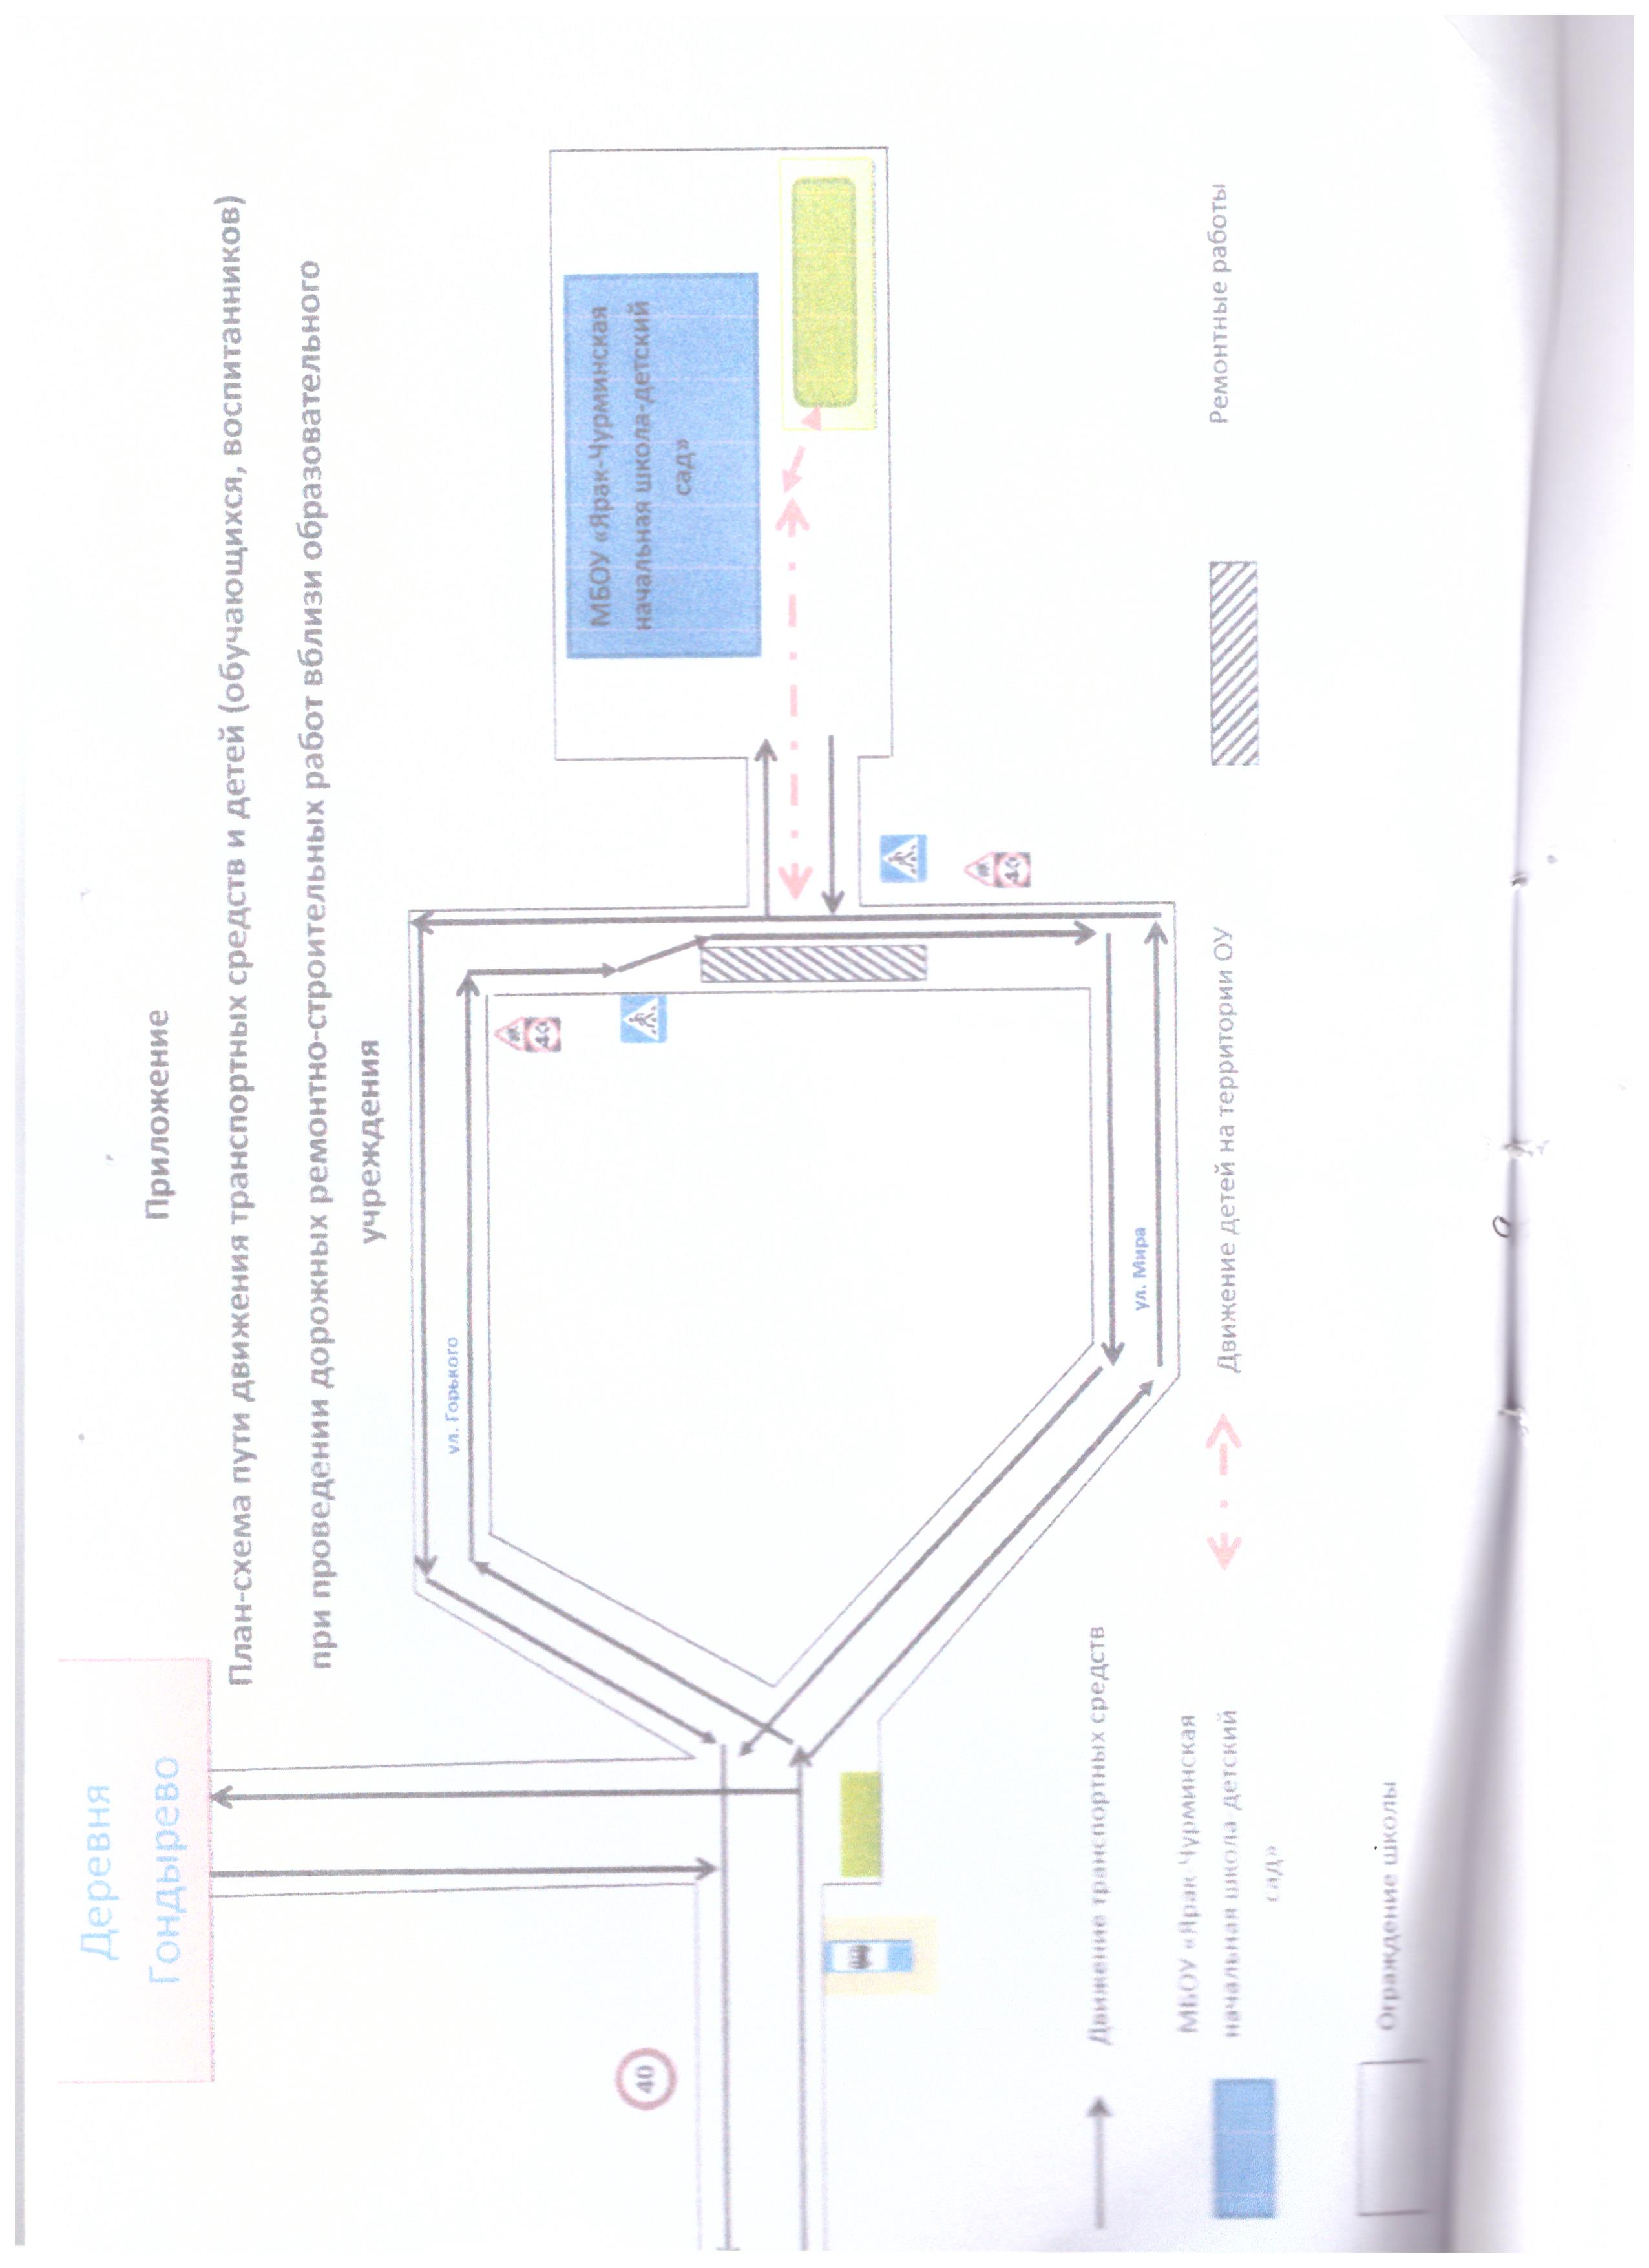 Приложение
План-схема пути движения транспортных средств и детей (обучающихся, воспитанников)
при проведении дорожных ремонтно-строительных работ вблизи образовательного
учреждения
Деревня
Гондырево
ул. Горького
МБОУ «Ярак-Чурминская
начальная школа-детский
сад»
40
40
40
ул. Мира
Движение транспортных средств
Движение детей на территории ОУ
Ремонтные работы
МБОУ «Ярак-Чурминская
начальная школа детский
сад»
Ограждение школы